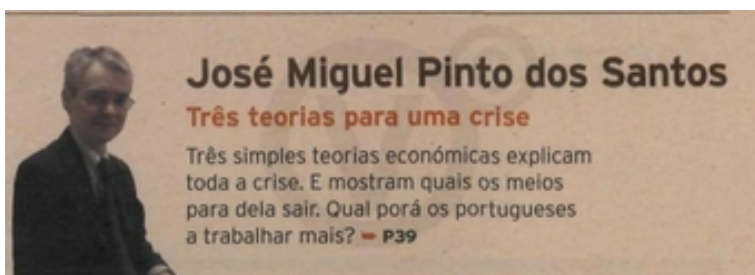 José Miguel Pinto dos Santos
Três teorias para uma crise
Três simples teorias económicas explicam
toda a crise. E mostram quais os meios
para dela sair. Qual porá os portugueses
a trabalhar mais? ➡ P39